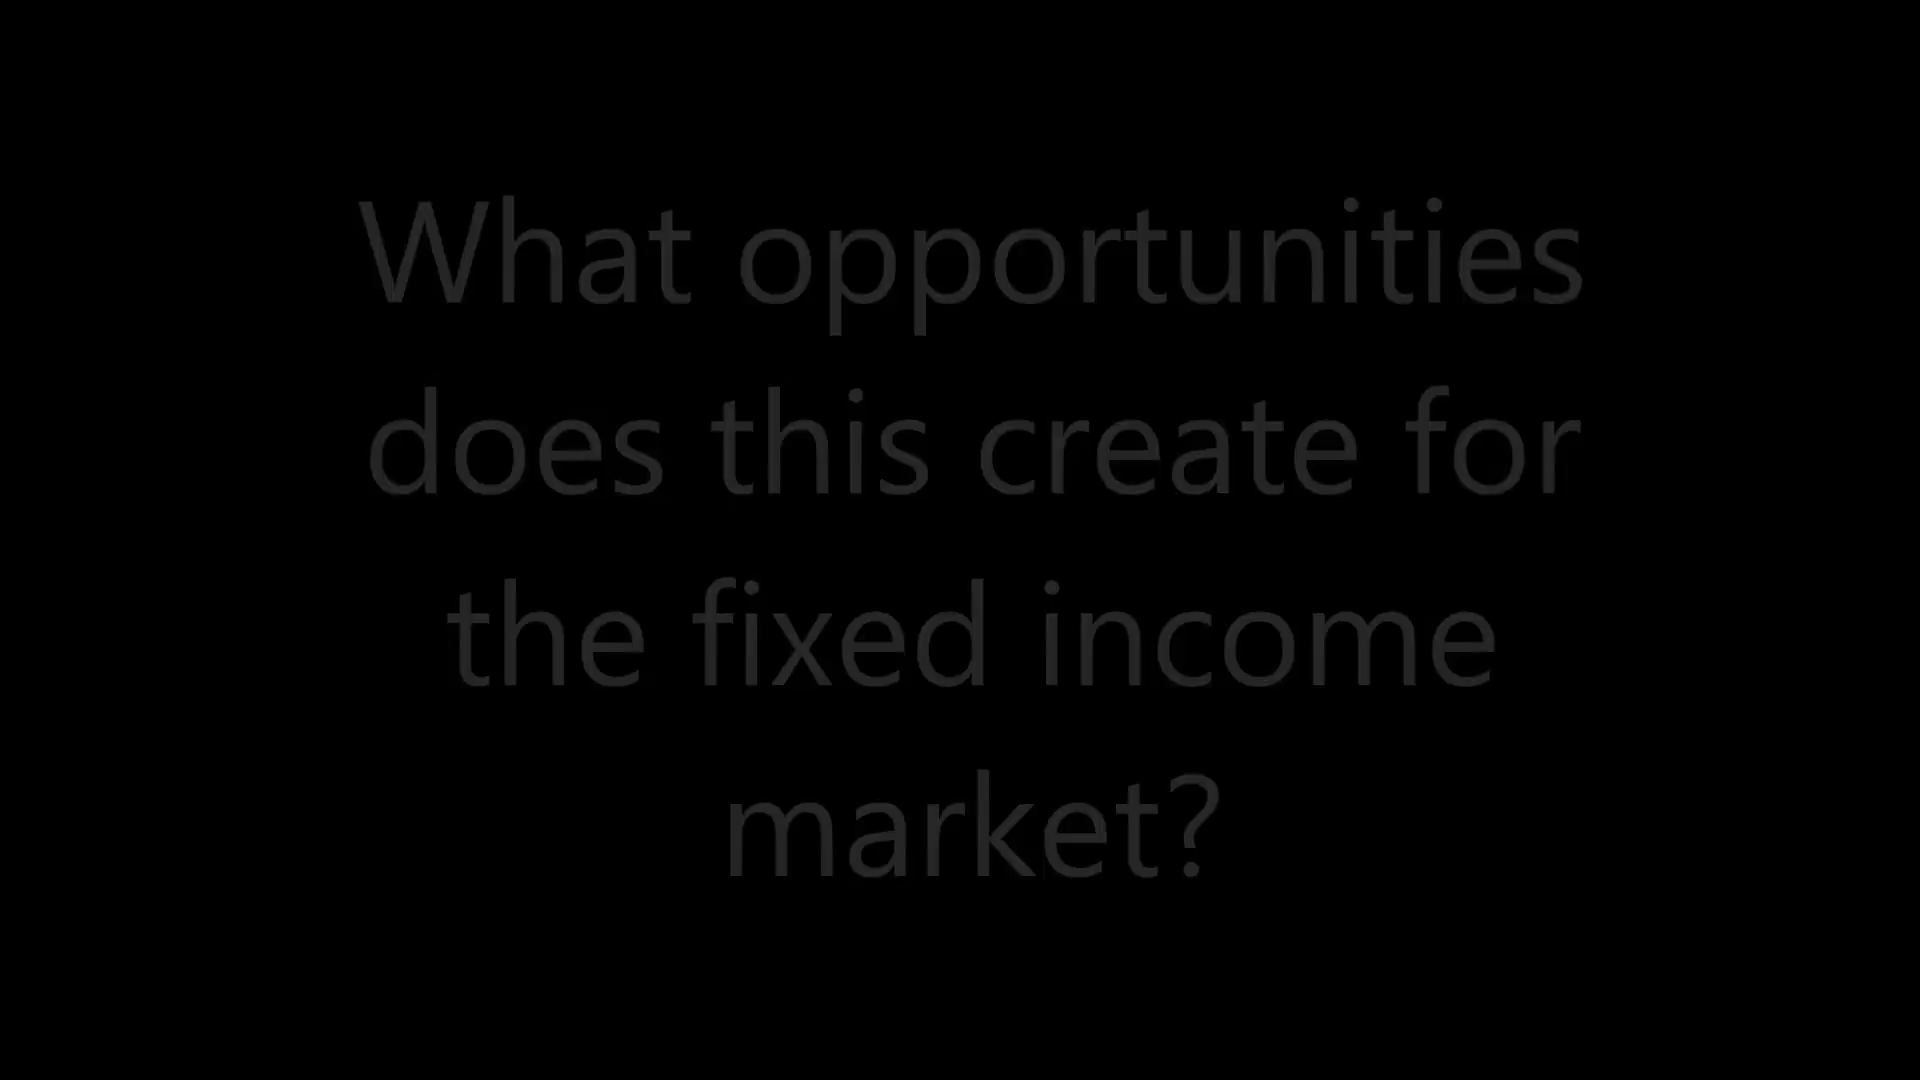 What opportunities
does this create for
the fixed income
market?